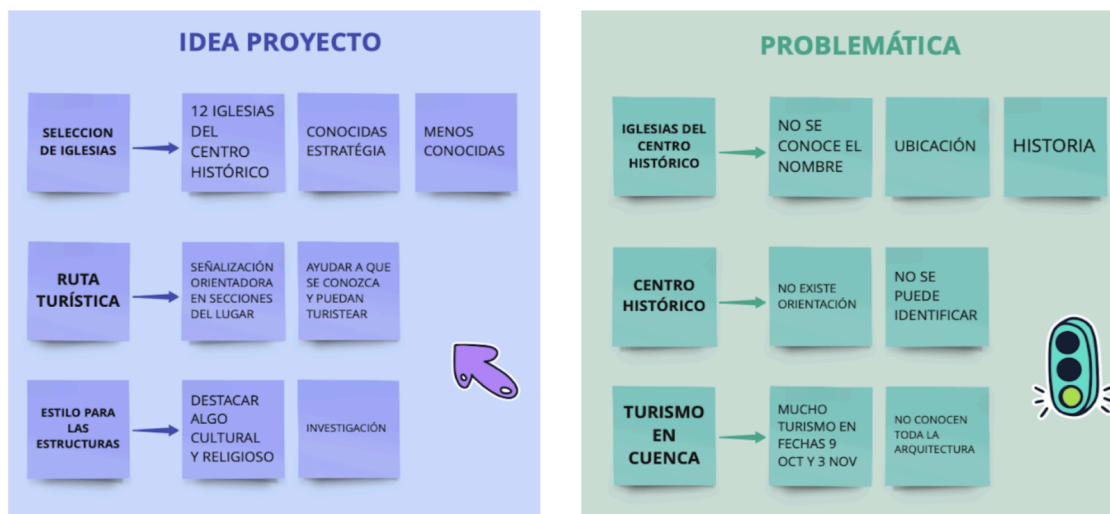 IDEA PROYECTO
SELECCION
DE IGLESIAS
12 IGLESIAS
DEL
CENTRO
HISTÓRICO
CONOCIDAS
ESTRATÉGIA
MENOS
CONOCIDAS
RUTA
TURÍSTICA
SEÑALIZACIÓN
ORIENTADORA
EN SECCIONES
DEL LUGAR
AYUDAR A QUE
SE CONOZCA
Y PUEDAN
TURISTEAR
ESTILO PARA
LAS
ESTRUCTURAS
DESTACAR
ALGO
CULTURAL
Y RELIGIOSO
INVESTIGACIÓN
PROBLEMÁTICA
IGLESIAS DEL
CENTRO
HISTÓRICO
NO SE
CONOCE EL
NOMBRE
UBICACIÓN
HISTORIA
CENTRO
HISTÓRICO
NO EXISTE
ORIENTACIÓN
NO SE
PUEDE
IDENTIFICAR
TURISMO
EN
CUENCA
MUCHO
TURISMO EN
FECHAS 9
OCT Y 3 NOV
NO CONOCEN
TODA LA
ARQUITECTURA